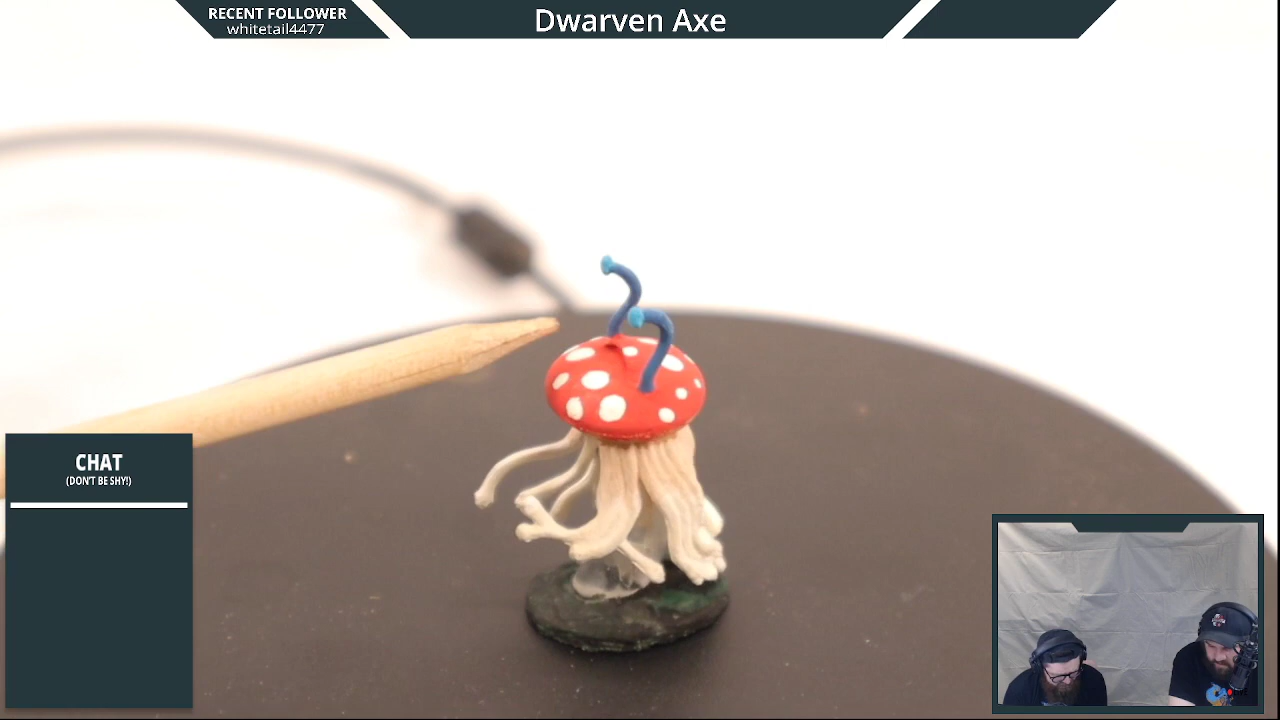 RECENT FOLLOWER
whitetail4477
Dwarven Axe
CHAT
(DON'T BE SHY!)